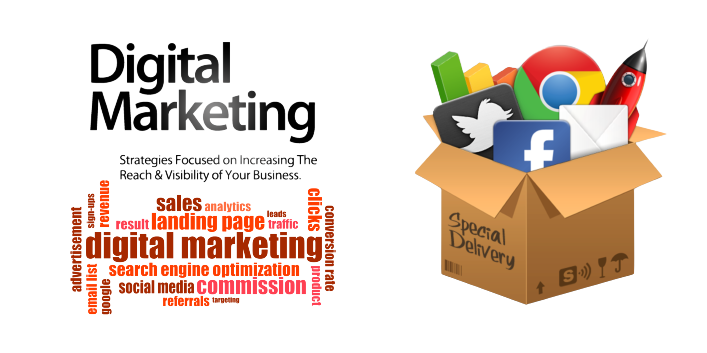 Digital
Marketing
Strategies Focused on Increasing The
Reach & Visibility of Your Business.
advertisement
sign-ups
revenue
sales
analytics
leads
result
landing page
traffic
clicks
conversion rate
digital marketing
email list
google
search engine optimization
social media
commission
product
referrals
targeting
f
Special
Delivery
S